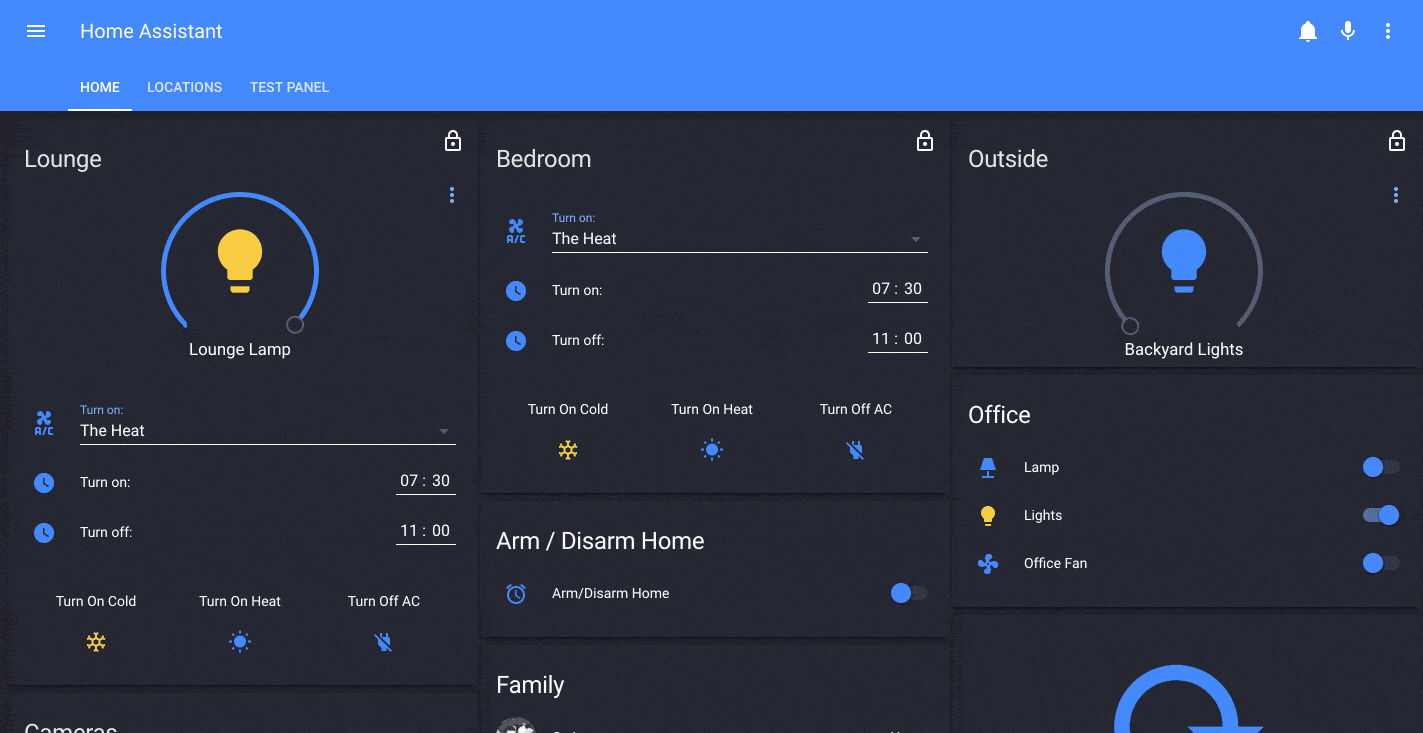 Home Assistant
HOME LOCATIONS TEST PANEL
Lounge
Lounge Lamp
A/C
Turn on:
The Heat
Turn on: 07 : 30
Turn off: 11 : 00
Turn On Cold Turn On Heat Turn Off AC
Cameras
Bedroom
A/C
Turn on:
The Heat
Turn on: 07 : 30
Turn off: 11 : 00
Turn On Cold Turn On Heat Turn Off AC
Arm / Disarm Home
Arm/Disarm Home
Family
Outside
Backyard Lights
Office
Lamp
Lights
Office Fan